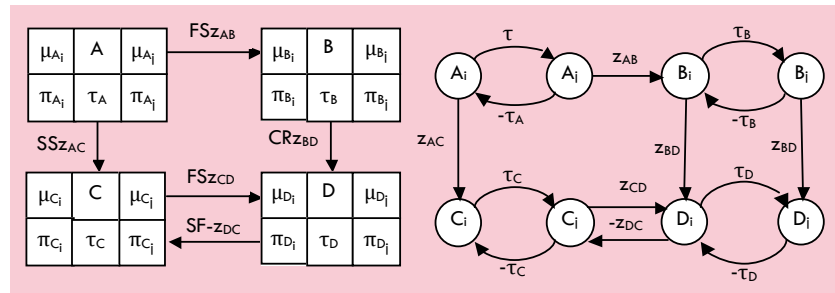 FSzAB
μAi A μAj
πAi τA πAj
μBi B μBj
πBi τB πBj
SSzAC
CRzBD
μCi C μCj
πCi τC πCj
FSzCD
SF-zDC
μDi D μDj
πDi τD πDj
τ
Ai Aj
-τA
zAB
τB
Bi Bj
-τB
zAC
zBD
zBD
τC
Ci Cj
-τC
zCD
-zDC
τD
Di Dj
-τD